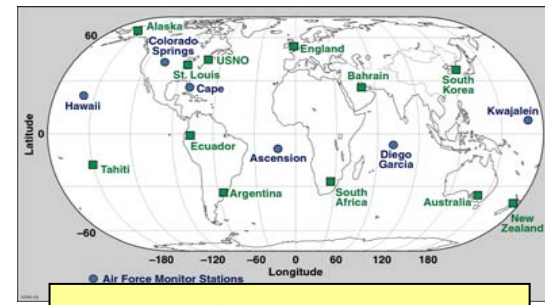 60
Alaska
Colorado
Springs
USNO
St. Louis
Cape
Hawaii
England
Bahrain
South
Korea
Kwajalein
Latitude
0
Ecuador
Ascension
Diego
Garcia
Tahiti
Argentina
South
Africa
Australia
New
Zealand
-60
-180 -120 -60 0 60 120 180
Longitude
Air Force Monitor Stations